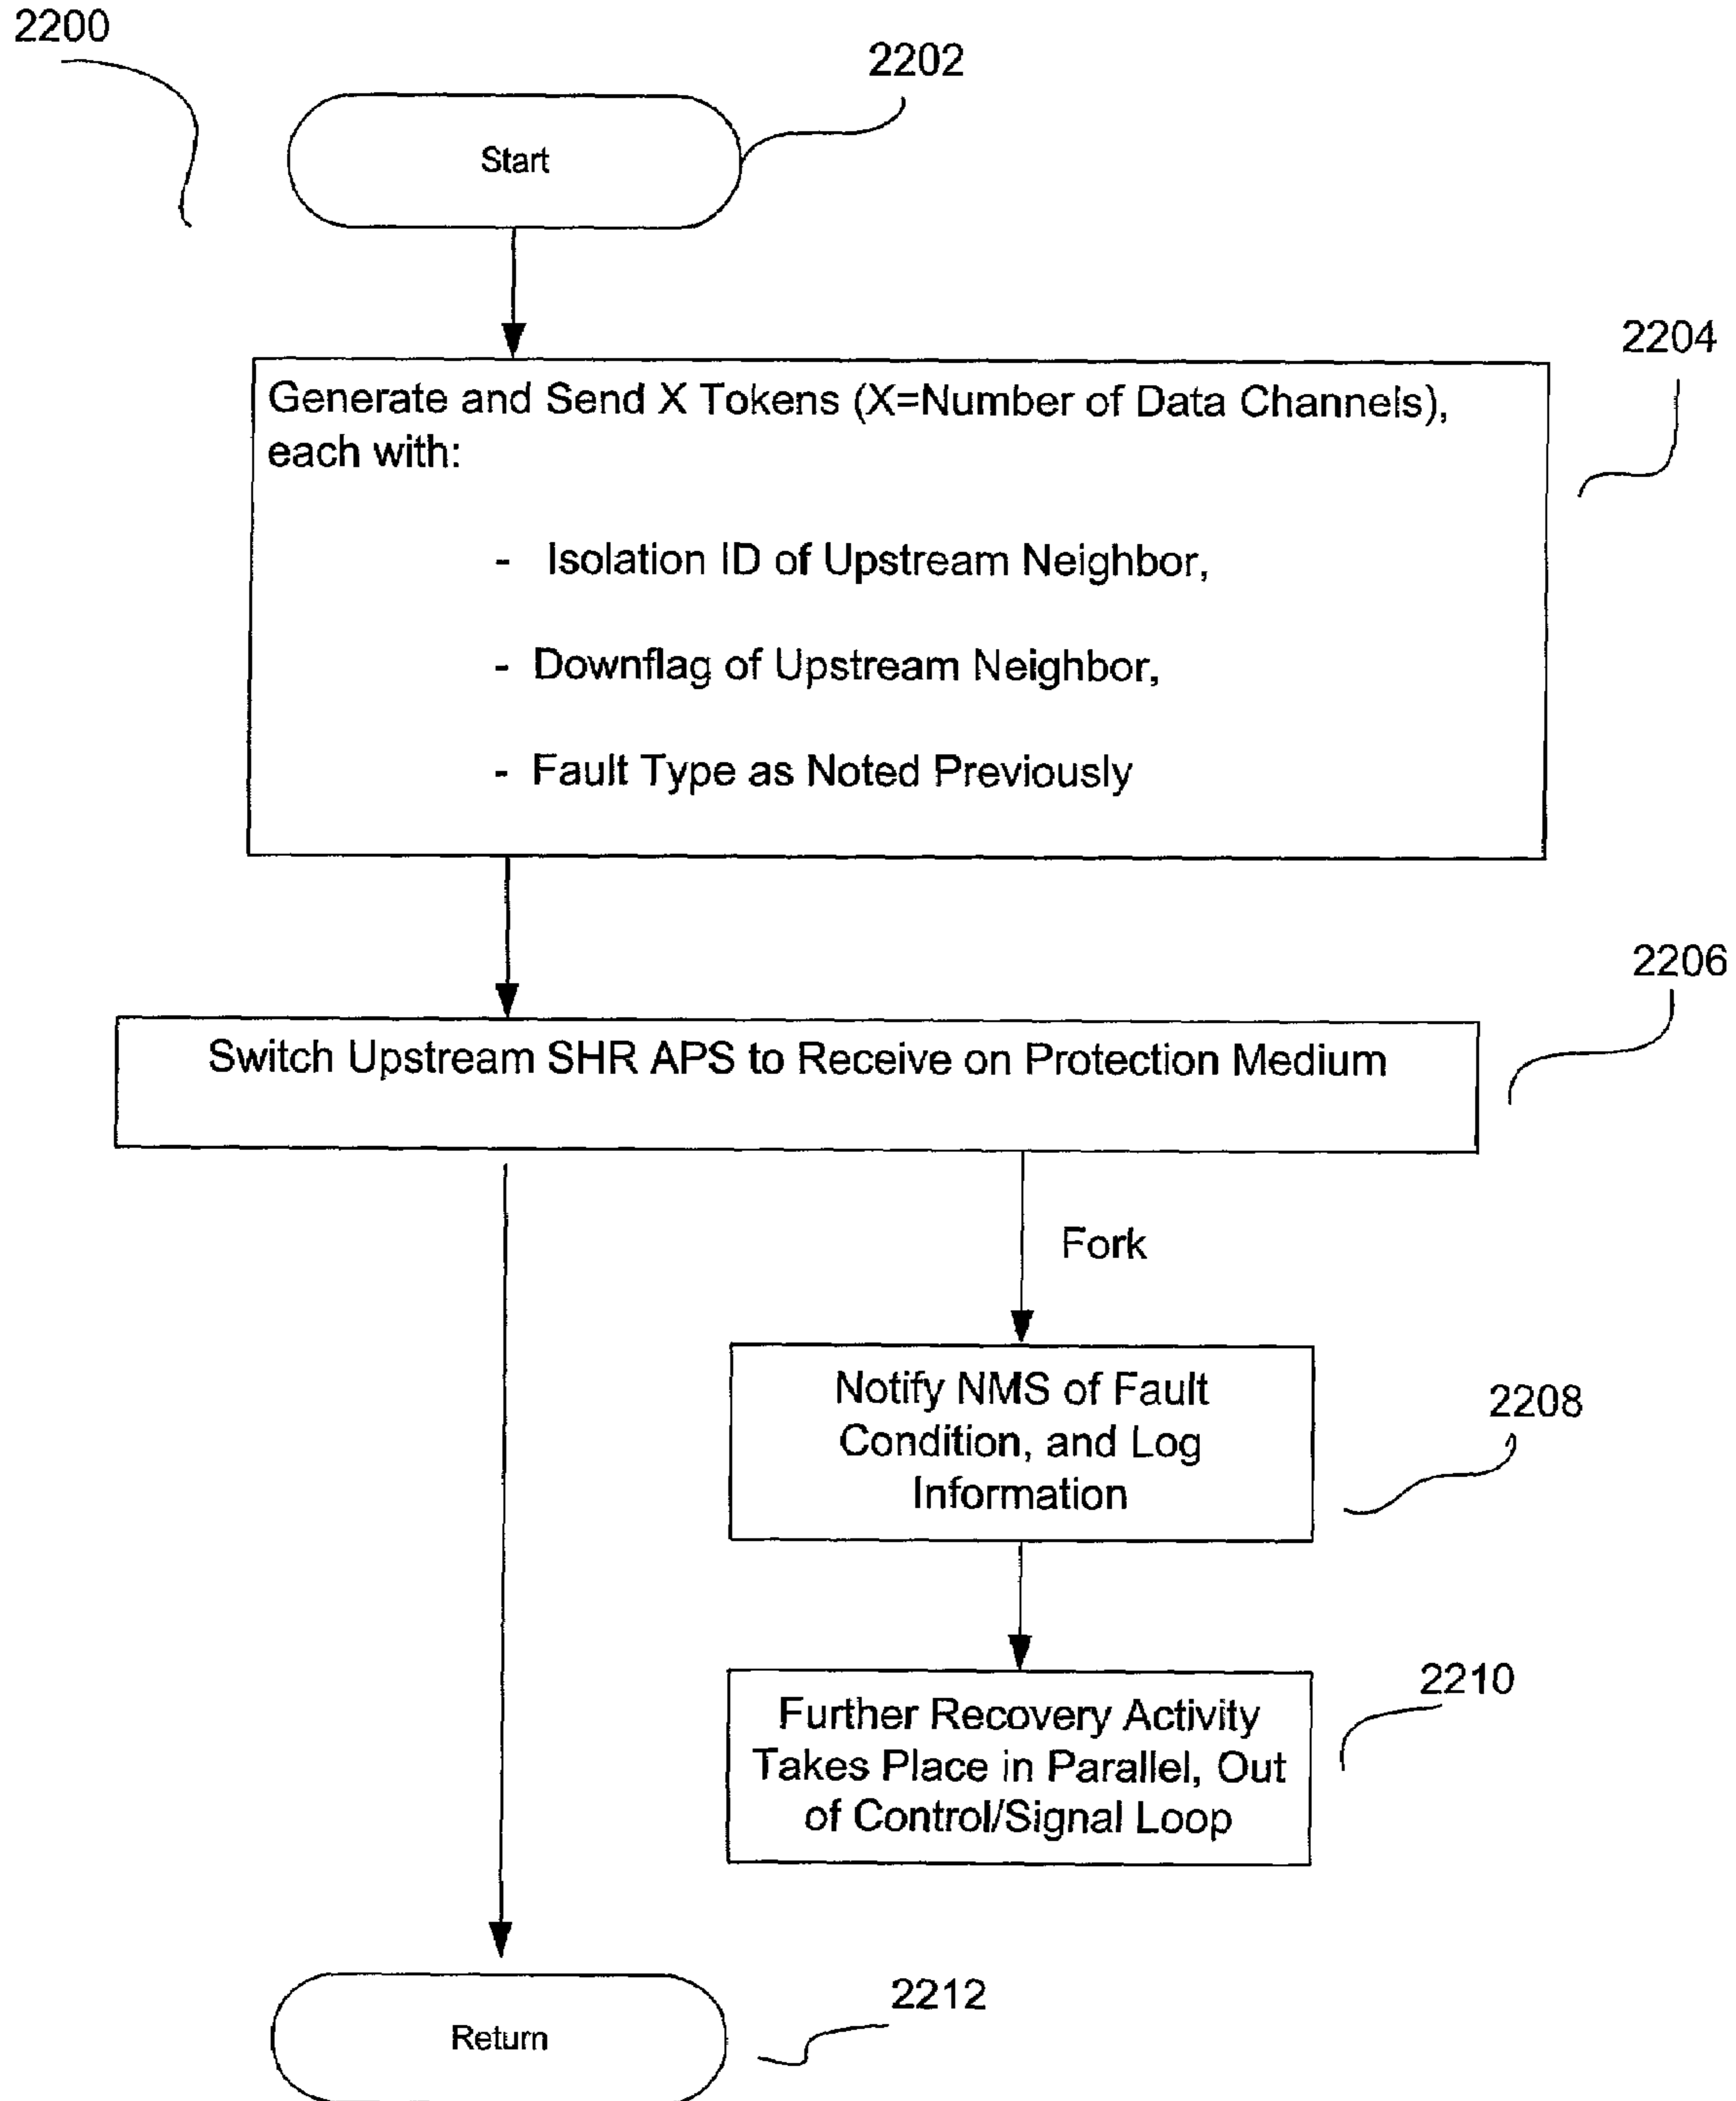 2200
2202
Start
2204
Generate and Send X Tokens (X=Number of Data Channels),
each with:
- Isolation ID of Upstream Neighbor,
- Downflag of Upstream Neighbor,
- Fault Type as Noted Previously
2206
Switch Upstream SHR APS to Receive on Protection Medium
Fork
Notify NMS of Fault
Condition, and Log
Information
2208
2210
Further Recovery Activity
Takes Place in Parallel, Out
of Control/Signal Loop
2212
Return